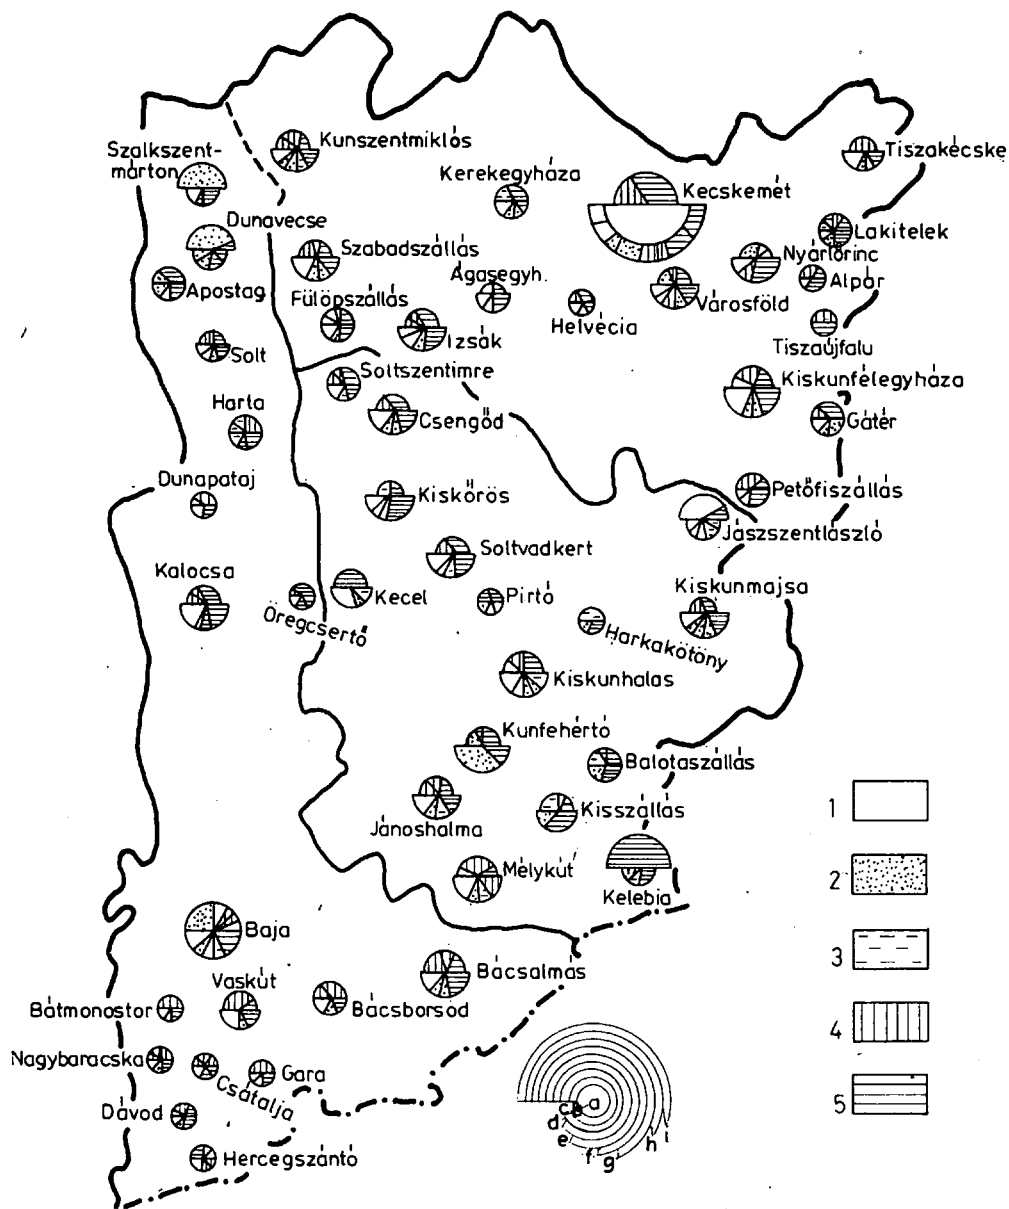 Szalkszent-
márton
Kunszentmiklós
Tiszakécske
Kerekegyháza
Kecskemét
Dunavecse
Lakitelek
Szabadszállás
Nyárlőrinc
Apostag
Ágasegyh.
Alpár
Fülöpszállás
Városföld
Helvécia
Izsák
Tiszaújfalu
Solt
Soltszentimre
Kiskunfélegyháza
Harta
Csengőd
Gátér
Dunapataj
Kiskőrös
Petőfiszállás
Jászszentlászló
Soltvadkert
Kalocsa
Kiskunmajsa
Kecel
Pirtó
Öregcsertő
Harkakötöny
Kiskunhalas
Kunfehértó
Balotaszállás
Jánoshalma
Kisszállás
Mélykút
Kelebia
Baja
Vaskút
Bácsalmás
Bátmonostor
Bácsborsód
Nagybaracska
Csátalja
Gara
Dávod
Hercegszántó
a
b
c
d
e
f
g
h
i
1
2
3
4
5